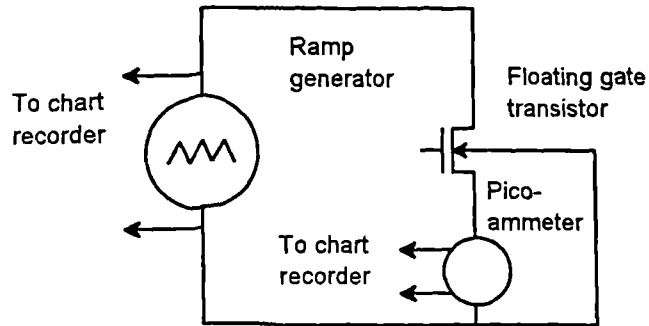 Ramp
generator
Floating gate
transistor
To chart
recorder
Pico-
ammeter
To chart
recorder